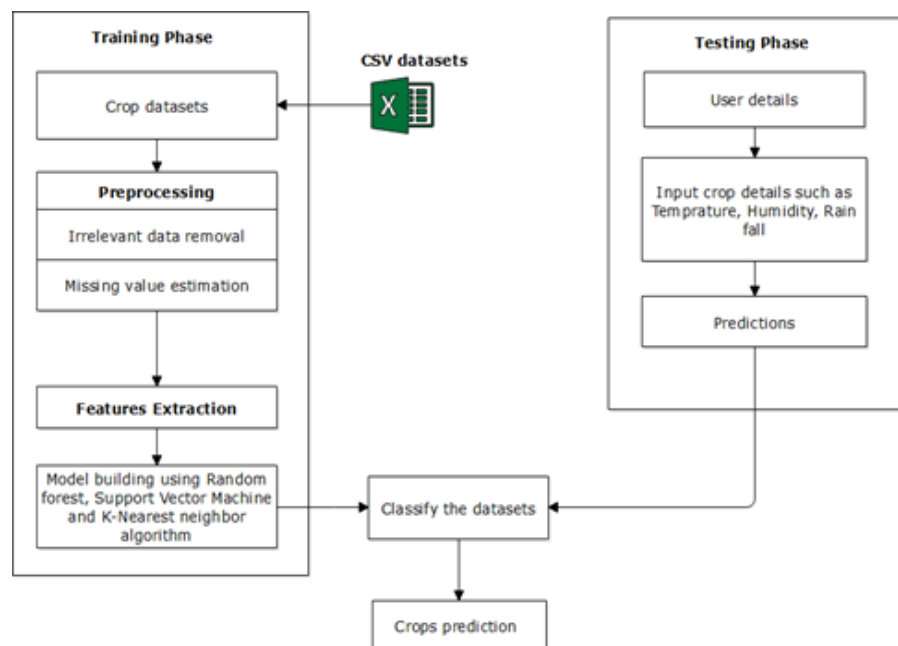 Training Phase
CSV datasets
Crop datasets
X
Preprocessing
Irrelevant data removal
Missing value estimation
Features Extraction
Model building using Random
forest, Support Vector Machine
and K-Nearest neighbor
algorithm
Testing Phase
User details
Input crop details such as
Temprature, Humidity, Rain
fall
Predictions
Classify the datasets
Crops prediction